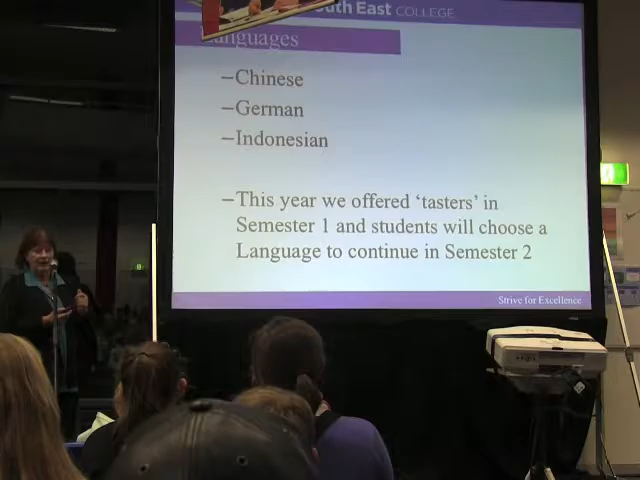 uth East COLLEGE
Languages
–Chinese
–German
–Indonesian
–This year we offered ‘tasters’ in
Semester 1 and students will choose a
Language to continue in Semester 2
Strive for Excellence